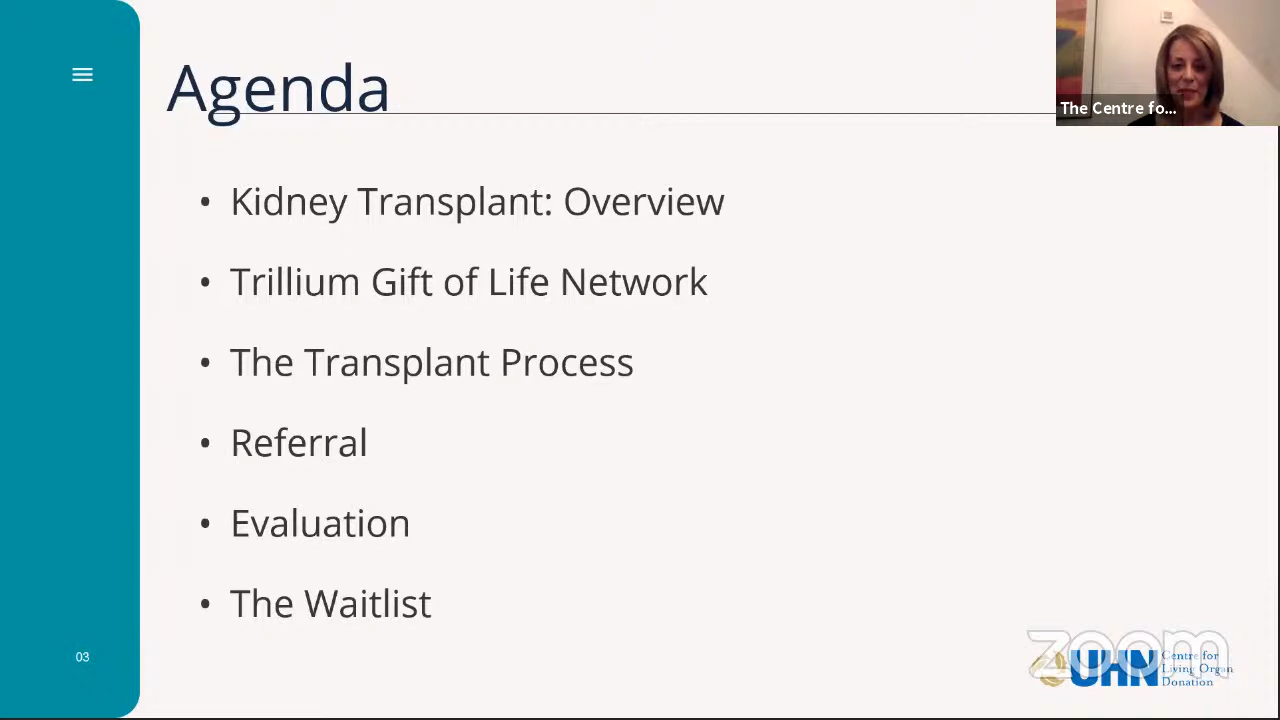 Agenda
The Centre fo...
• Kidney Transplant: Overview
• Trillium Gift of Life Network
• The Transplant Process
• Referral
• Evaluation
• The Waitlist
03
zoom
UHN
Centre for
Living Organ
Donation